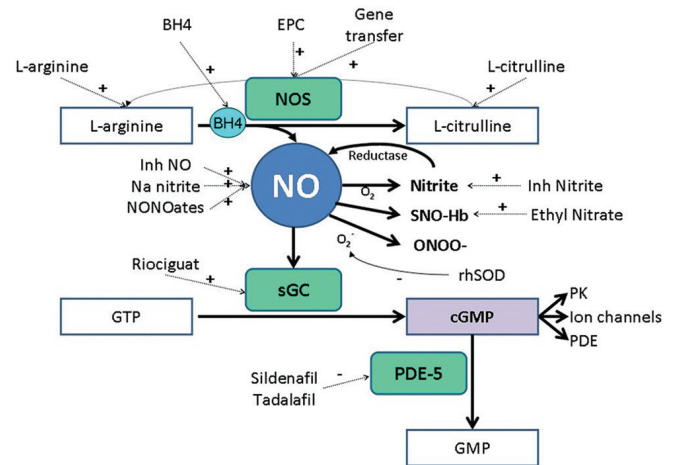 BH4
EPC
Gene
transfer
L-arginine
+
+
+
+
L-citrulline
+
+
NOS
L-arginine
BH4
L-citrulline
Reductase
Inh NO
+
Na nitrite
+
NONOates
+
NO
O2
Nitrite
+
Inh Nitrite
SNO-Hb
+
Ethyl Nitrate
O2-
ONOO-
Riociguat
+
-
rhSOD
sGC
GTP
cGMP
PK
Ion channels
PDE
Sildenafil
-
Tadalafil
PDE-5
GMP